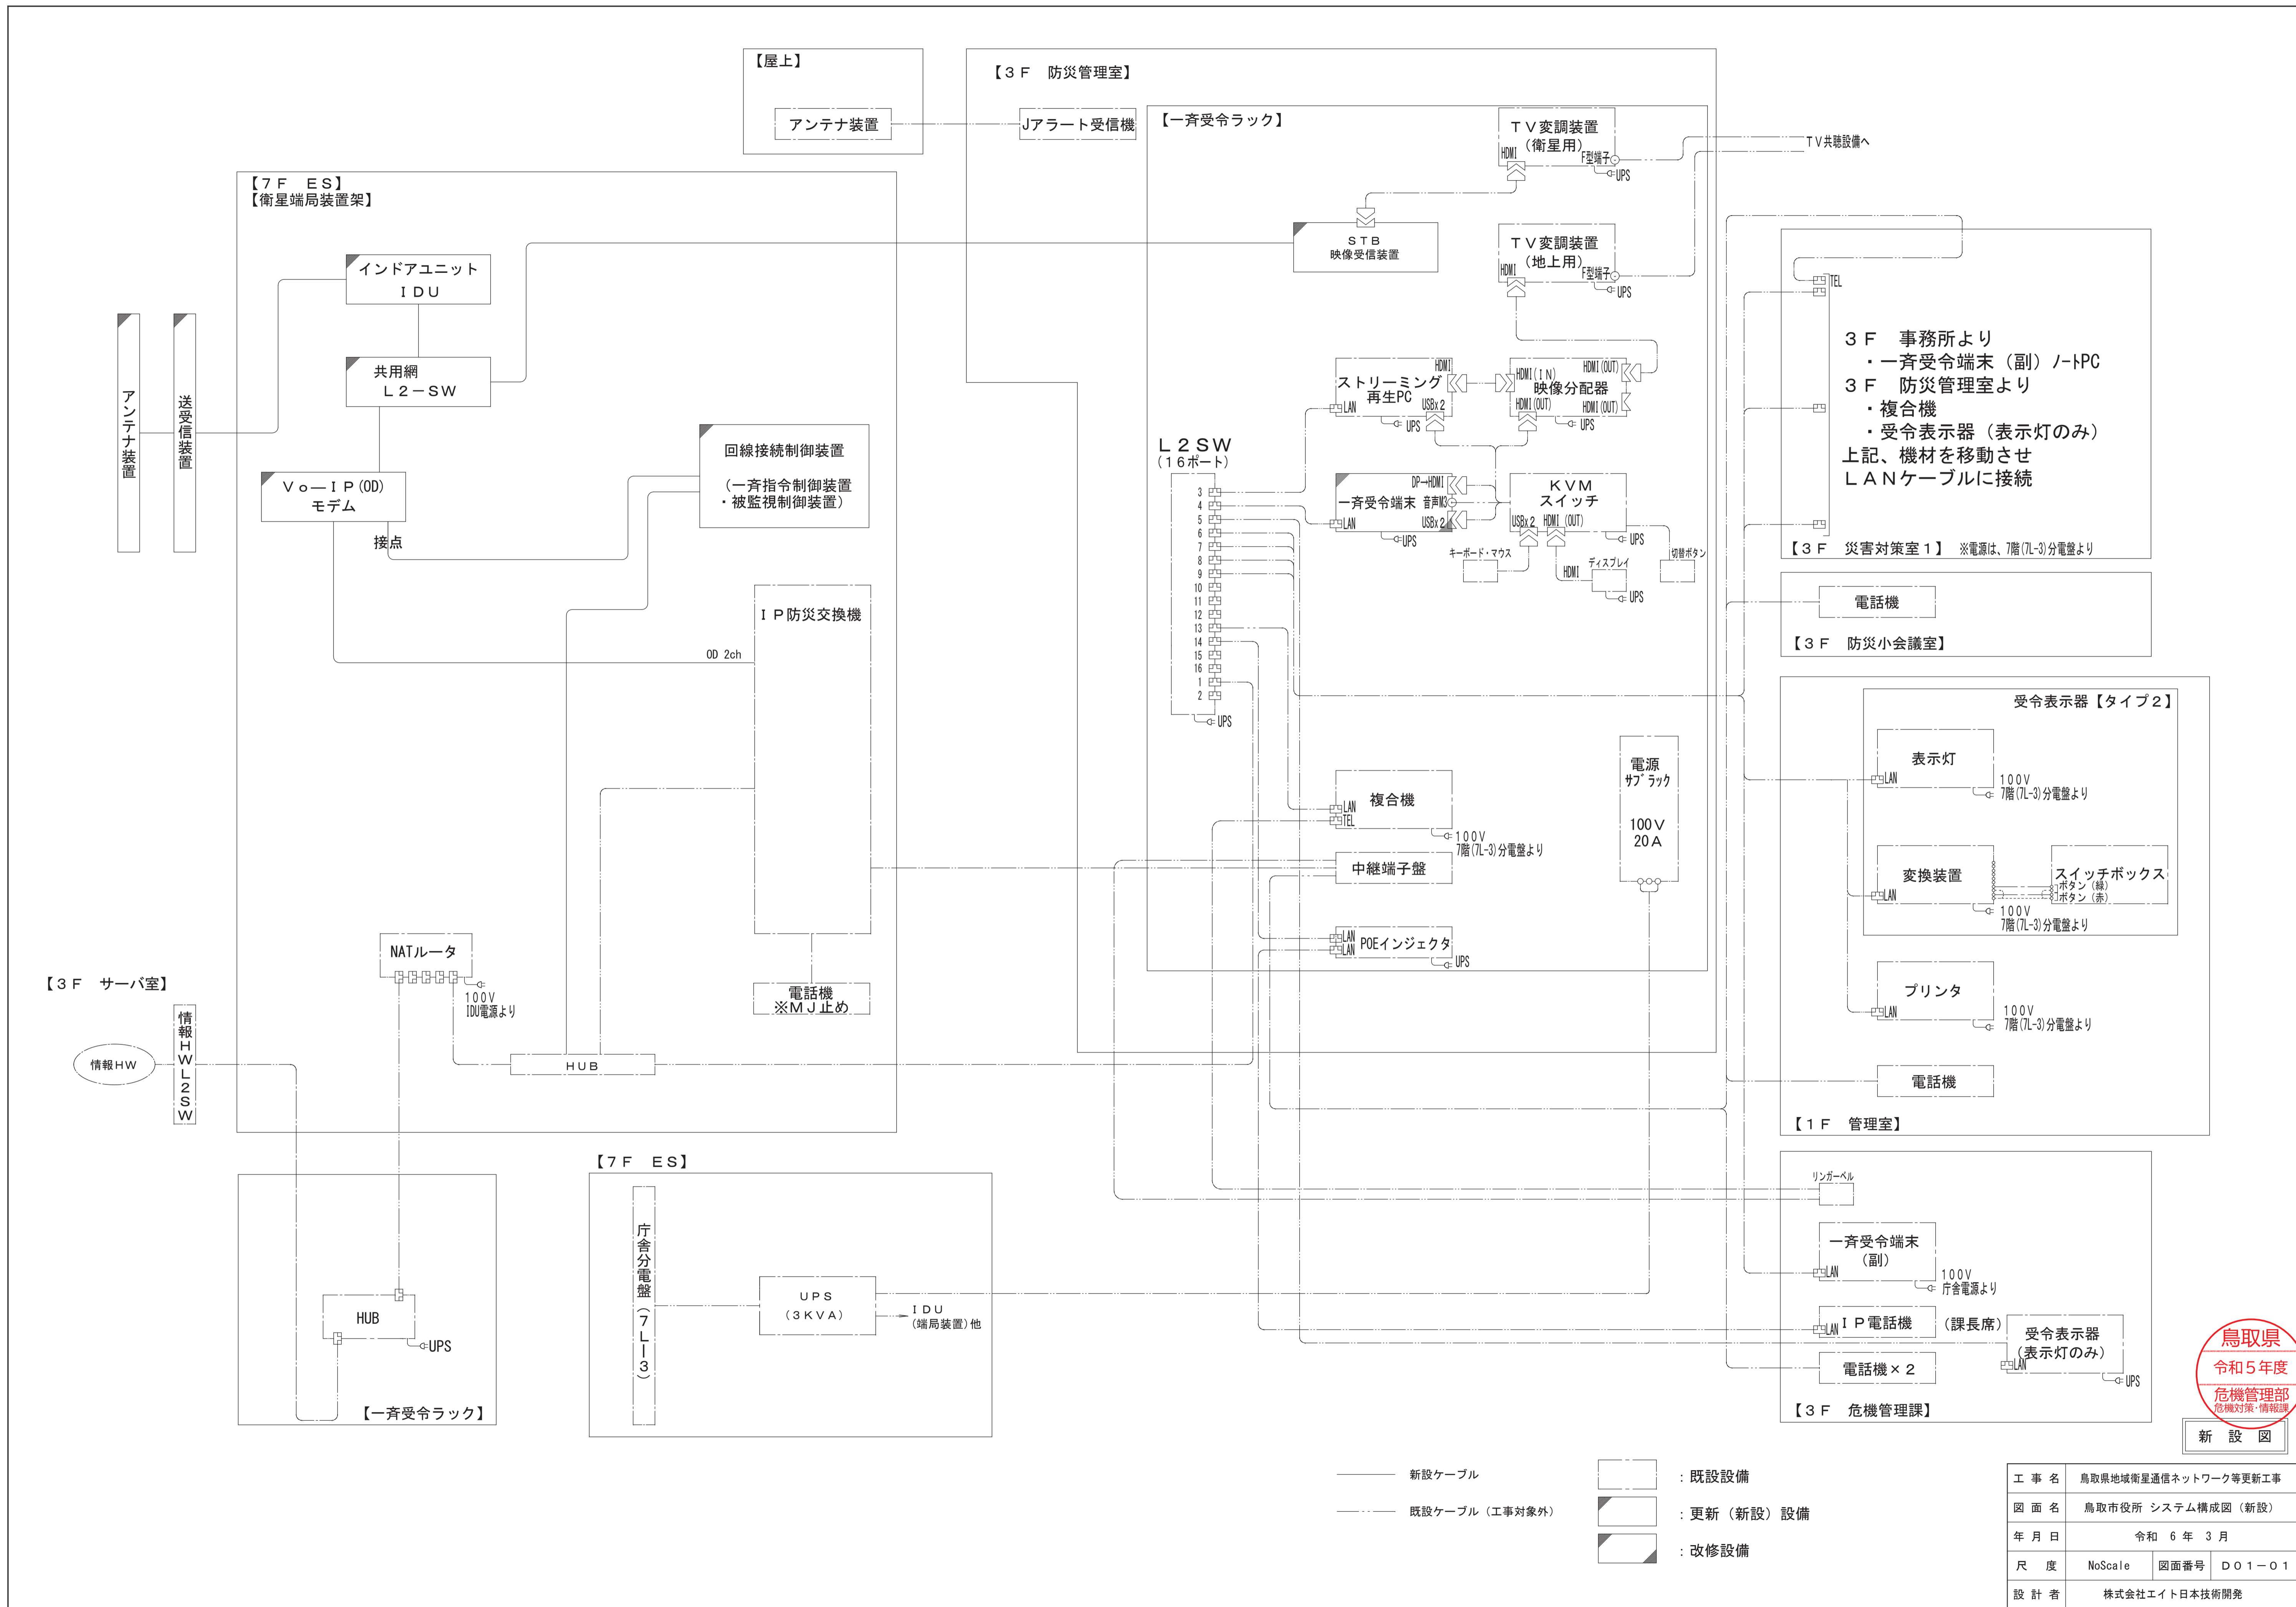 【屋上】
アンテナ装置
【３Ｆ　防災管理室】
Jアラート受信機
【一斉受令ラック】
ＴＶ変調装置
（衛星用）
HDMI
F型端子
UPS
ＴＶ共聴設備へ
ＳＴＢ
映像受信装置
ＴＶ変調装置
（地上用）
HDMI
F型端子
UPS
ストリーミング
再生PC
HDMI
LAN
USBx2
UPS
HDMI(ＩＮ)
映像分配器
HDMI(OUT)
HDMI(OUT)
HDMI(OUT)
UPS
Ｌ２ＳＷ
（１６ポート）
3
4
5
6
7
8
9
10
11
12
13
14
15
16
1
2
UPS
一斉受令端末
DP→HDMI
音声M3
USBx2
LAN
UPS
ＫＶＭ
スイッチ
USBx2
HDMI (OUT)
UPS
キーボード・マウス
HDMI
ディスプレイ
UPS
切替ボタン
複合機
LAN
TEL
１００Ｖ
7階(7L-3)分電盤より
中継端子盤
LAN
LAN
POEインジェクタ
UPS
電源
サブラック
100Ｖ
20Ａ
【７Ｆ　ＥＳ】
【衛星端局装置架】
インドアユニット
ＩＤＵ
共用網
Ｌ２－ＳＷ
Ｖｏ－ＩＰ(OD)
モデム
接点
回線接続制御装置
（一斉指令制御装置
・被監視制御装置）
ＩＰ防災交換機
OD 2ch
電話機
※ＭＪ止め
NATルータ
１００Ｖ
IDU電源より
ＨＵＢ
アンテナ装置
送受信装置
【３Ｆ　サーバ室】
情報ＨＷ
情報ＨＷＬ２ＳＷ
HUB
UPS
【一斉受令ラック】
【７Ｆ　ＥＳ】
庁舎分電盤（７Ｌ－３）
ＵＰＳ
（３ＫＶＡ）
ＩＤＵ
(端局装置)他
TEL
３Ｆ　事務所より
・一斉受令端末（副）ノートPC
３Ｆ　防災管理室より
・複合機
・受令表示器（表示灯のみ）
上記、機材を移動させ
ＬＡＮケーブルに接続
【３Ｆ　災害対策室１】　※電源は、7階(7L-3)分電盤より
電話機
【３Ｆ　防災小会議室】
受令表示器【タイプ２】
表示灯
LAN
１００Ｖ
7階(7L-3)分電盤より
変換装置
LAN
１００Ｖ
7階(7L-3)分電盤より
スイッチボックス
ボタン（緑）
ボタン（赤）
プリンタ
LAN
１００Ｖ
7階(7L-3)分電盤より
電話機
【１Ｆ　管理室】
リンガーベル
一斉受令端末
（副）
LAN
１００Ｖ
庁舎電源より
ＩＰ電話機
LAN
（課長席）
受令表示器
（表示灯のみ）
LAN
UPS
電話機×２
【３Ｆ　危機管理課】
鳥取県
令和５年度
危機管理部
危機対策・情報課
新　設　図
新設ケーブル
既設ケーブル（工事対象外）
：既設設備
：更新（新設）設備
：改修設備
工 事 名　鳥取県地域衛星通信ネットワーク等更新工事
図 面 名　鳥取市役所 システム構成図（新設）
年 月 日　令和 ６ 年 ３ 月
尺 度　NoScale　図面番号　Ｄ０１－０１
設 計 者　株式会社エイト日本技術開発